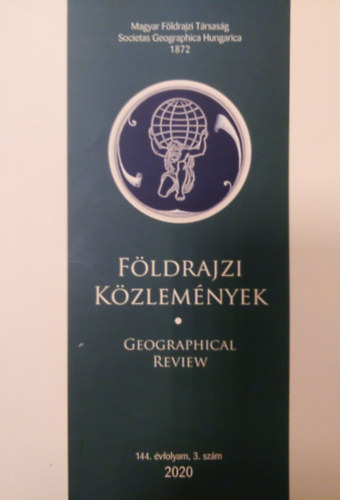 Magyar Földrajzi Társaság
Societas Geographica Hungarica
1872
FÖLDRAJZI
KÖZLEMÉNYEK
•
GEOGRAPHICAL
REVIEW
144. évfolyam, 3. szám
2020